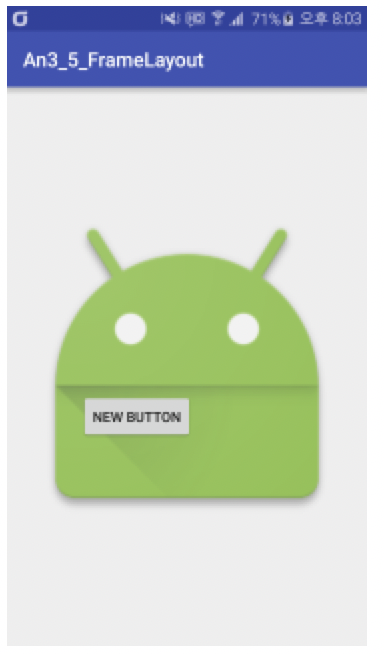 71% 오후 8:03
An3_5_FrameLayout
NEW BUTTON